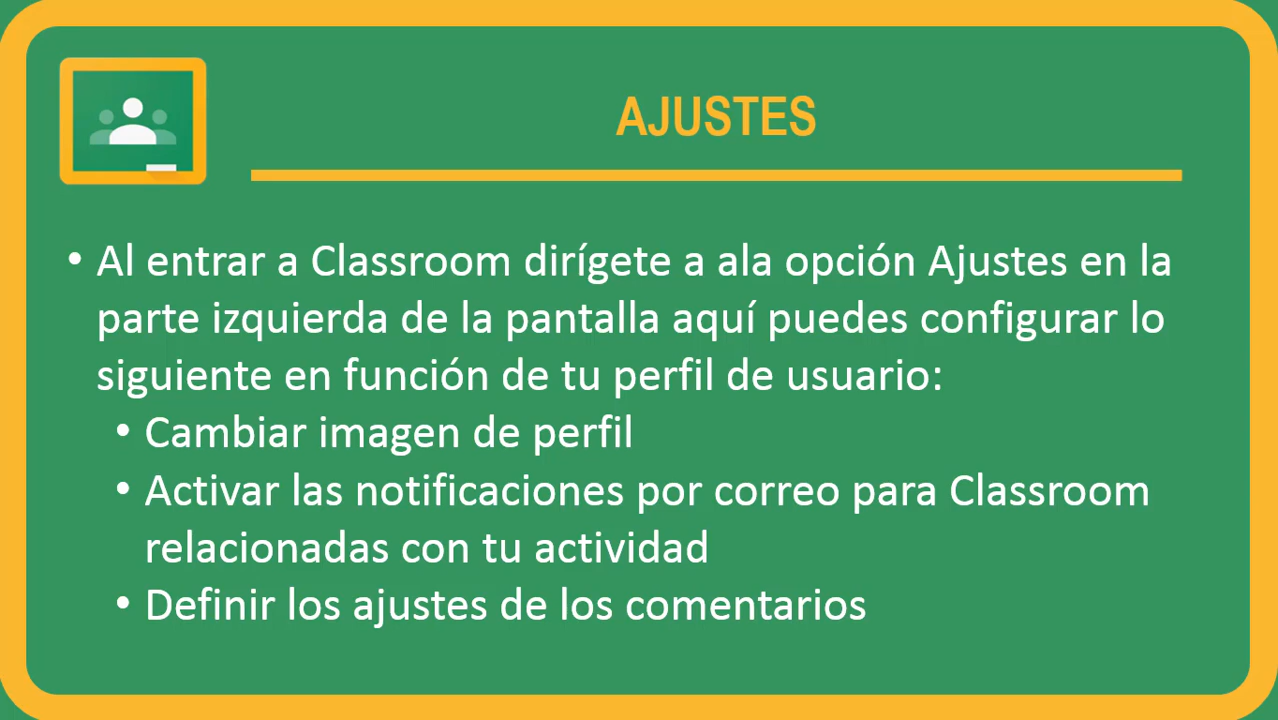 AJUSTES
• Al entrar a Classroom dirígete a ala opción Ajustes en la
parte izquierda de la pantalla aquí puedes configurar lo
siguiente en función de tu perfil de usuario:
• Cambiar imagen de perfil
• Activar las notificaciones por correo para Classroom
relacionadas con tu actividad
• Definir los ajustes de los comentarios